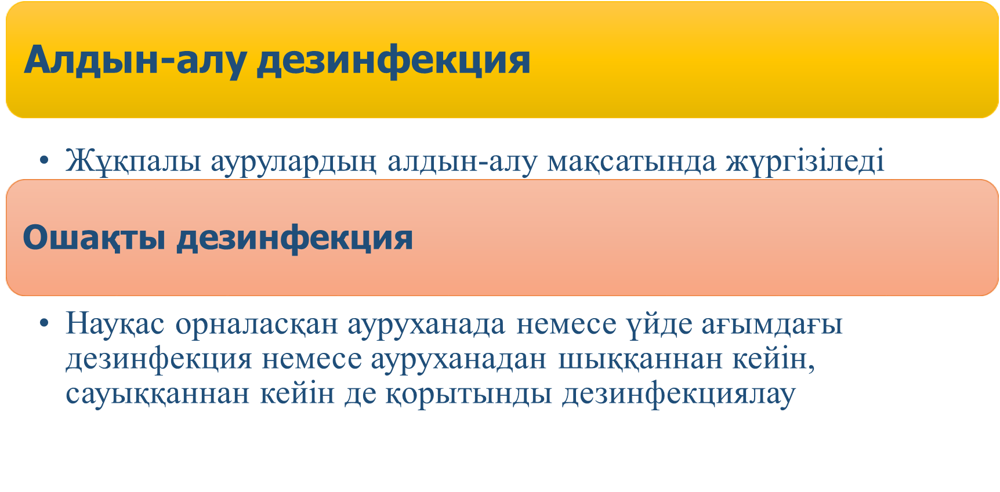 Алдын-алу дезинфекция
• Жұқпалы аурулардың алдын-алу мақсатында жүргізіледі
Ошақты дезинфекция
• Науқас орналасқан ауруханада немесе үйде ағымдағы
дезинфекция немесе ауруханадан шыққаннан кейін,
сауыққаннан кейін де қорытынды дезинфекциялау